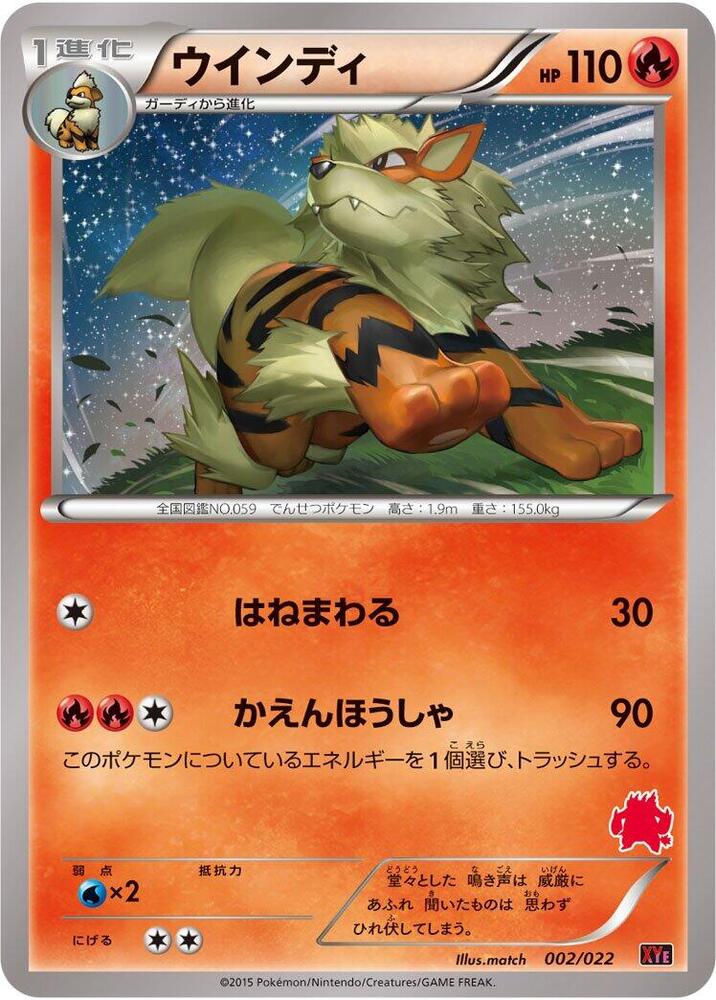 1進化
ウインディ
HP 110
ガーディから進化
全国図鑑NO.059 でんせつポケモン 高さ：1.9m 重さ：155.0kg
はねまわる 30
かえんほうしゃ 90
このポケモンについているエネルギーを1個選び、トラッシュする。
弱点 抵抗力
×2
にげる
堂々とした 鳴き声は 威厳に
あふれ 聞いたものは 思わず
ひれ伏してしまう。
Illus.match 002/022 XYE
©2015 Pokémon/Nintendo/Creatures/GAME FREAK.